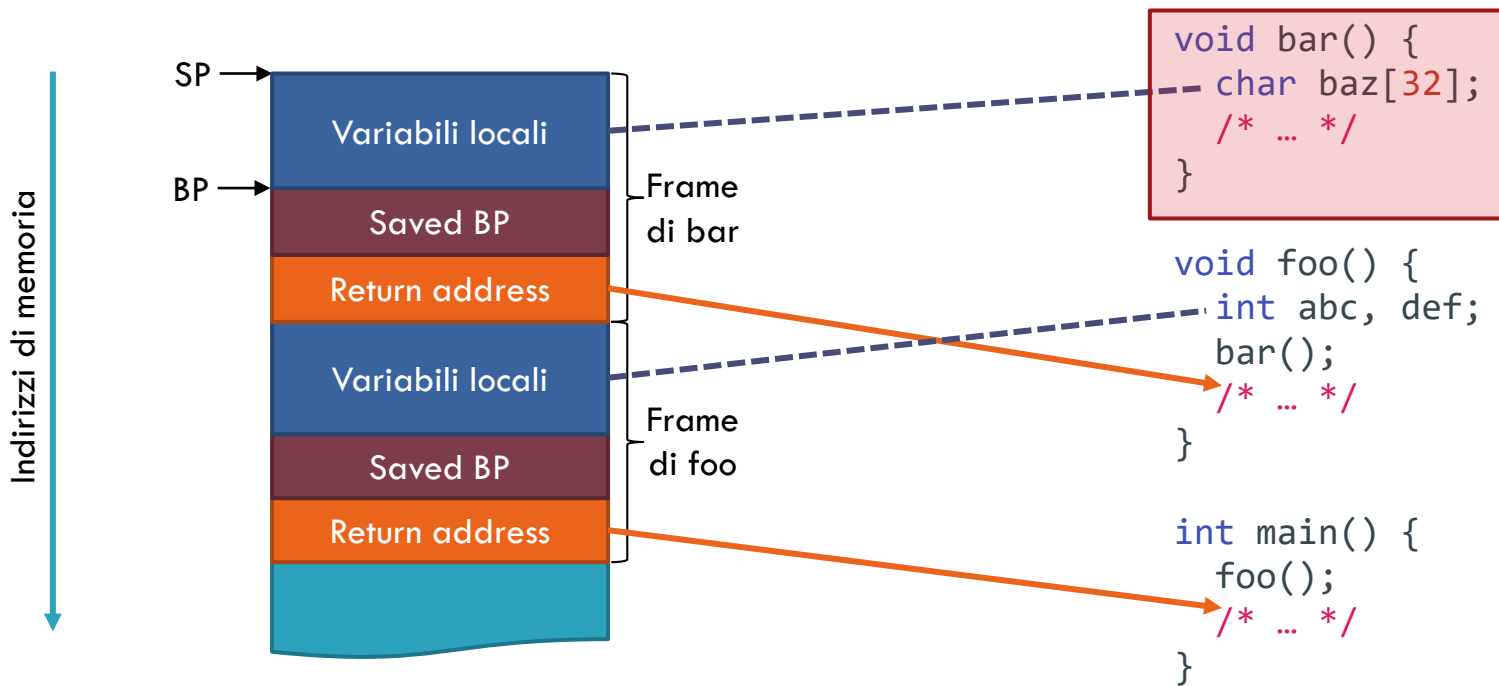 Indirizzi di memoria
SP
BP
Variabili locali
Saved BP
Return address
Variabili locali
Saved BP
Return address
Frame
di bar
Frame
di foo
void bar() {
char baz[32];
/* … */
}
void foo() {
int abc, def;
bar();
/* … */
}
int main() {
foo();
/* … */
}